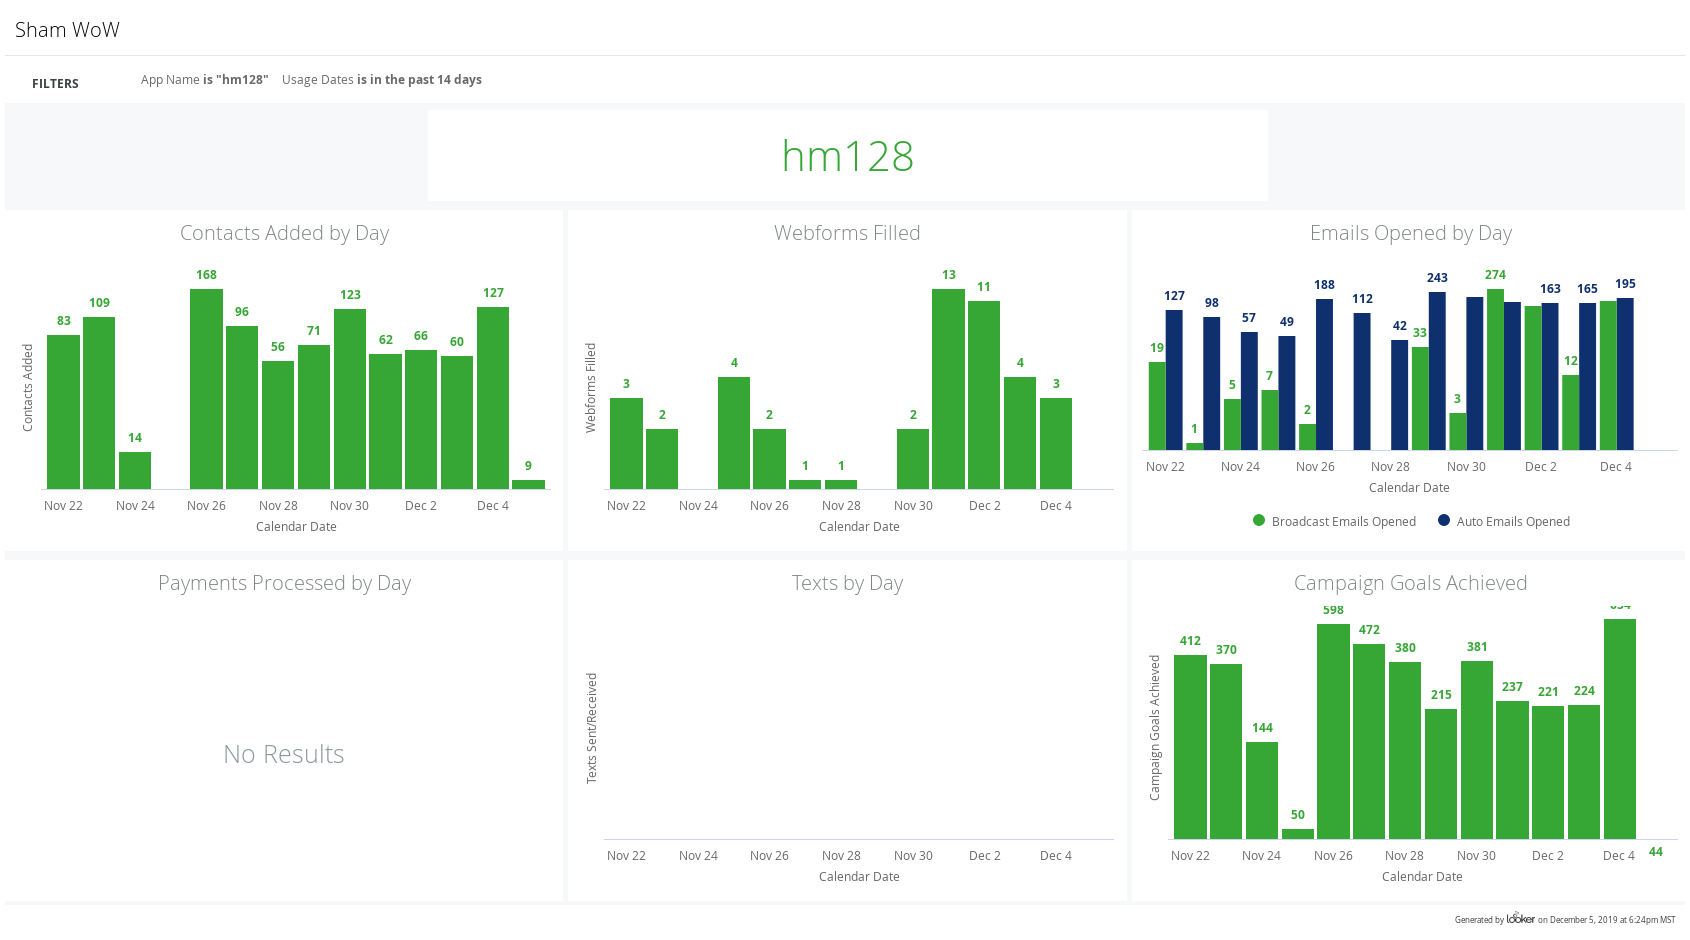 Sham WoW
FILTERS
App Name is "hm128" Usage Dates is in the past 14 days
hm128
Contacts Added by Day
Contacts Added
83
109
14
168
96
56
71
123
62
66
60
127
9
Nov 22 Nov 24 Nov 26 Nov 28 Nov 30 Dec 2 Dec 4
Calendar Date
Webforms Filled
Webforms Filled
3
2
4
2
1
1
2
13
11
4
3
Nov 22 Nov 24 Nov 26 Nov 28 Nov 30 Dec 2 Dec 4
Calendar Date
Emails Opened by Day
19
127
1
98
5
57
7
49
2
188
112
42
33
243
3
274
163
12
165
195
Nov 22 Nov 24 Nov 26 Nov 28 Nov 30 Dec 2 Dec 4
Calendar Date
Broadcast Emails Opened Auto Emails Opened
Payments Processed by Day
No Results
Texts by Day
Texts Sent/Received
Nov 22 Nov 24 Nov 26 Nov 28 Nov 30 Dec 2 Dec 4
Calendar Date
Campaign Goals Achieved
Campaign Goals Achieved
412
370
144
50
598
472
380
215
381
237
221
224
44
Nov 22 Nov 24 Nov 26 Nov 28 Nov 30 Dec 2 Dec 4
Calendar Date
Generated by looker on December 5, 2019 at 6:24pm MST